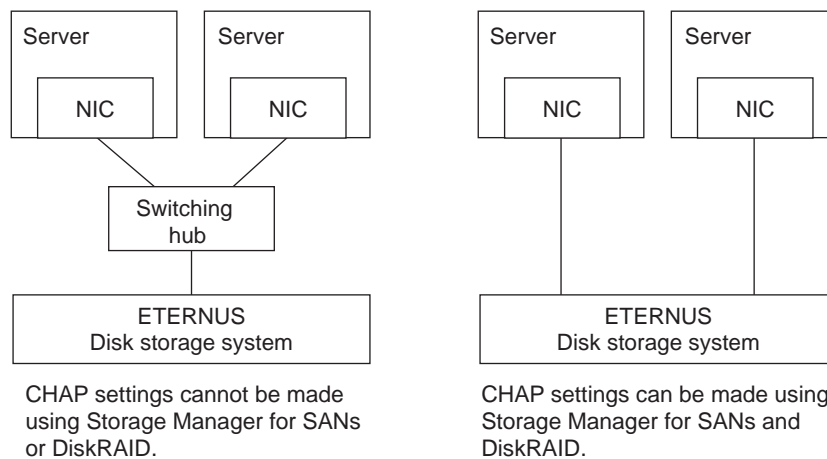 Server
Server
NIC
NIC
Switching
hub
ETERNUS
Disk storage system
CHAP settings cannot be made
using Storage Manager for SANs
or DiskRAID.
Server
Server
NIC
NIC
ETERNUS
Disk storage system
CHAP settings can be made using
Storage Manager for SANs and
DiskRAID.